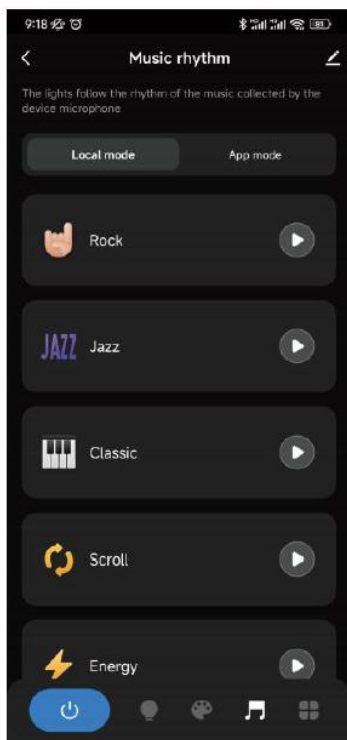 9:18 81
Music rhythm
The lights follow the rhythm of the music collected by the
device microphone
Local mode App mode
Rock
JAZZ Jazz
Classic
Scroll
Energy